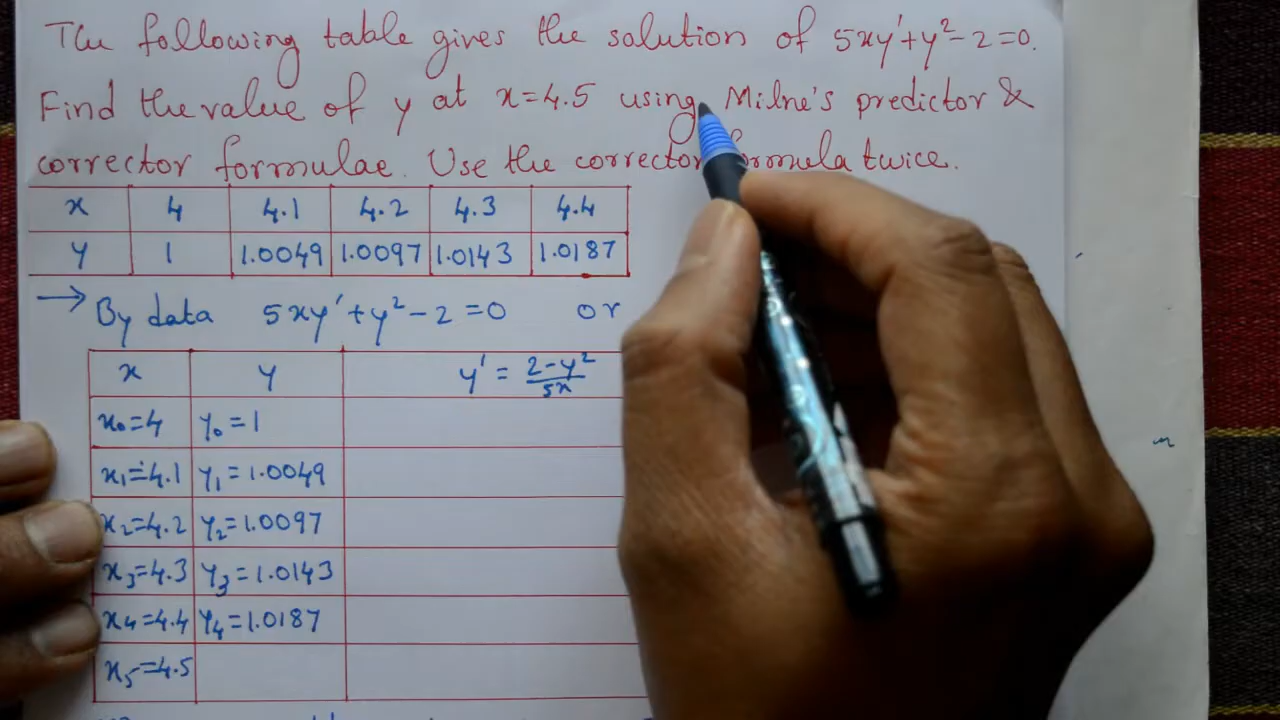 The following table gives the solution of 5xy'+y²-2=0.
Find the value of y at x=4.5 using Milne's predictor &
corrector formulae. Use the corrector formula twice.
x 4 4.1 4.2 4.3 4.4
y 1 1.0049 1.0097 1.0143 1.0187
→ By data 5xy'+y²-2=0 or
x y y' = 2-y²/5x
x₀=4 y₀=1
x₁=4.1 y₁=1.0049
x₂=4.2 y₂=1.0097
x₃=4.3 y₃=1.0143
x₄=4.4 y₄=1.0187
x₅=4.5